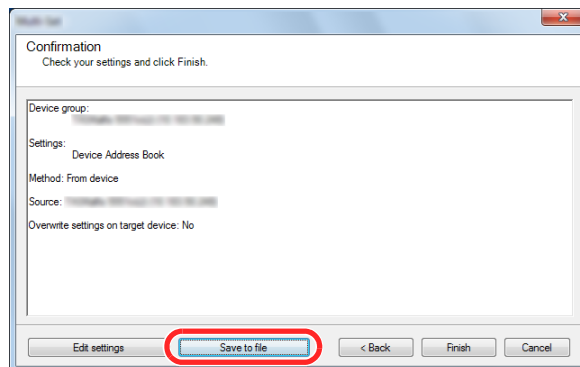 Confirmation
Check your settings and click Finish.
Device group:
Settings:
Device Address Book
Method: From device
Source:
Overwrite settings on target device: No
Edit settings
Save to file
< Back
Finish
Cancel